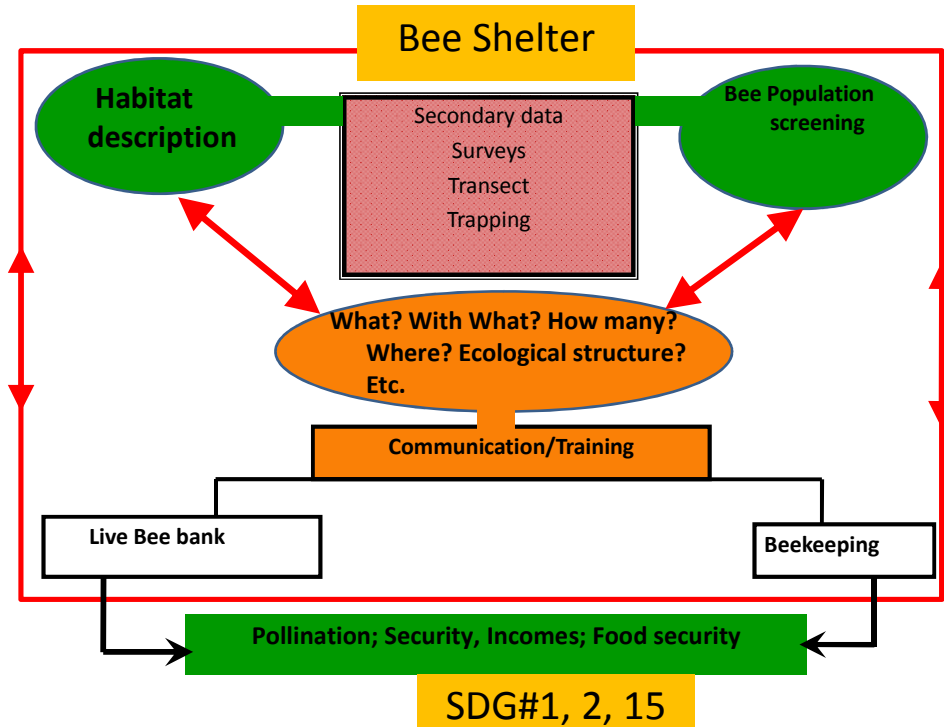 Bee Shelter
Habitat
description
Secondary data
Surveys
Transect
Trapping
Bee Population
screening
What? With What? How many?
Where? Ecological structure?
Etc.
Communication/Training
Live Bee bank
Beekeeping
Pollination; Security, Incomes; Food security
SDG#1, 2, 15